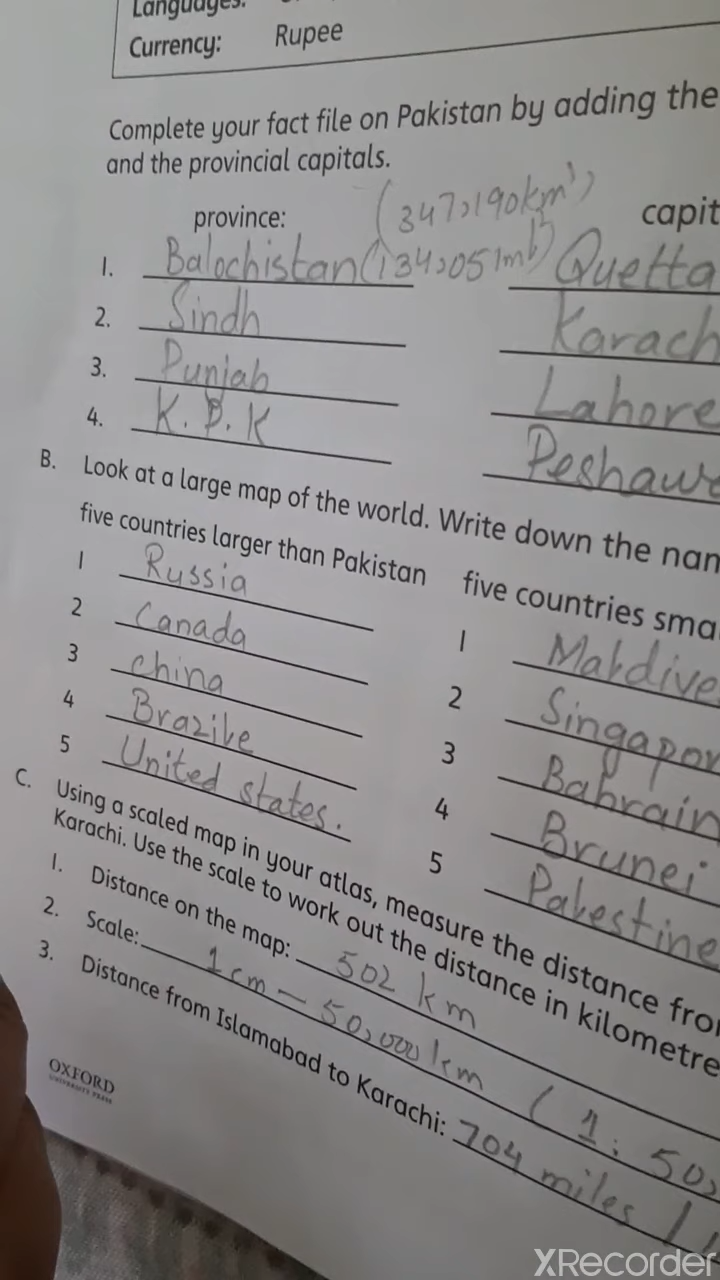 Languages:
Currency: Rupee
Complete your fact file on Pakistan by adding the
and the provincial capitals.
province: (347,190km²) capit
1. Balochistan (134,051mi²) Quetta
2. Sindh Karach
3. Punjab Lahore
4. K.P.K Peshaw
B. Look at a large map of the world. Write down the nam
five countries larger than Pakistan five countries sma
1 Russia 1 Maldive
2 Canada 2 Singapor
3 china 3 Bahrain
4 Brazile 4 Brunei
5 United states. 5 Palestine
C. Using a scaled map in your atlas, measure the distance fro
Karachi. Use the scale to work out the distance in kilometre
1. Distance on the map: 502 km
2. Scale: 1 cm — 50,000 km (1: 50,
3. Distance from Islamabad to Karachi: 704 miles /
OXFORD
UNIVERSITY PRESS
XRecorder